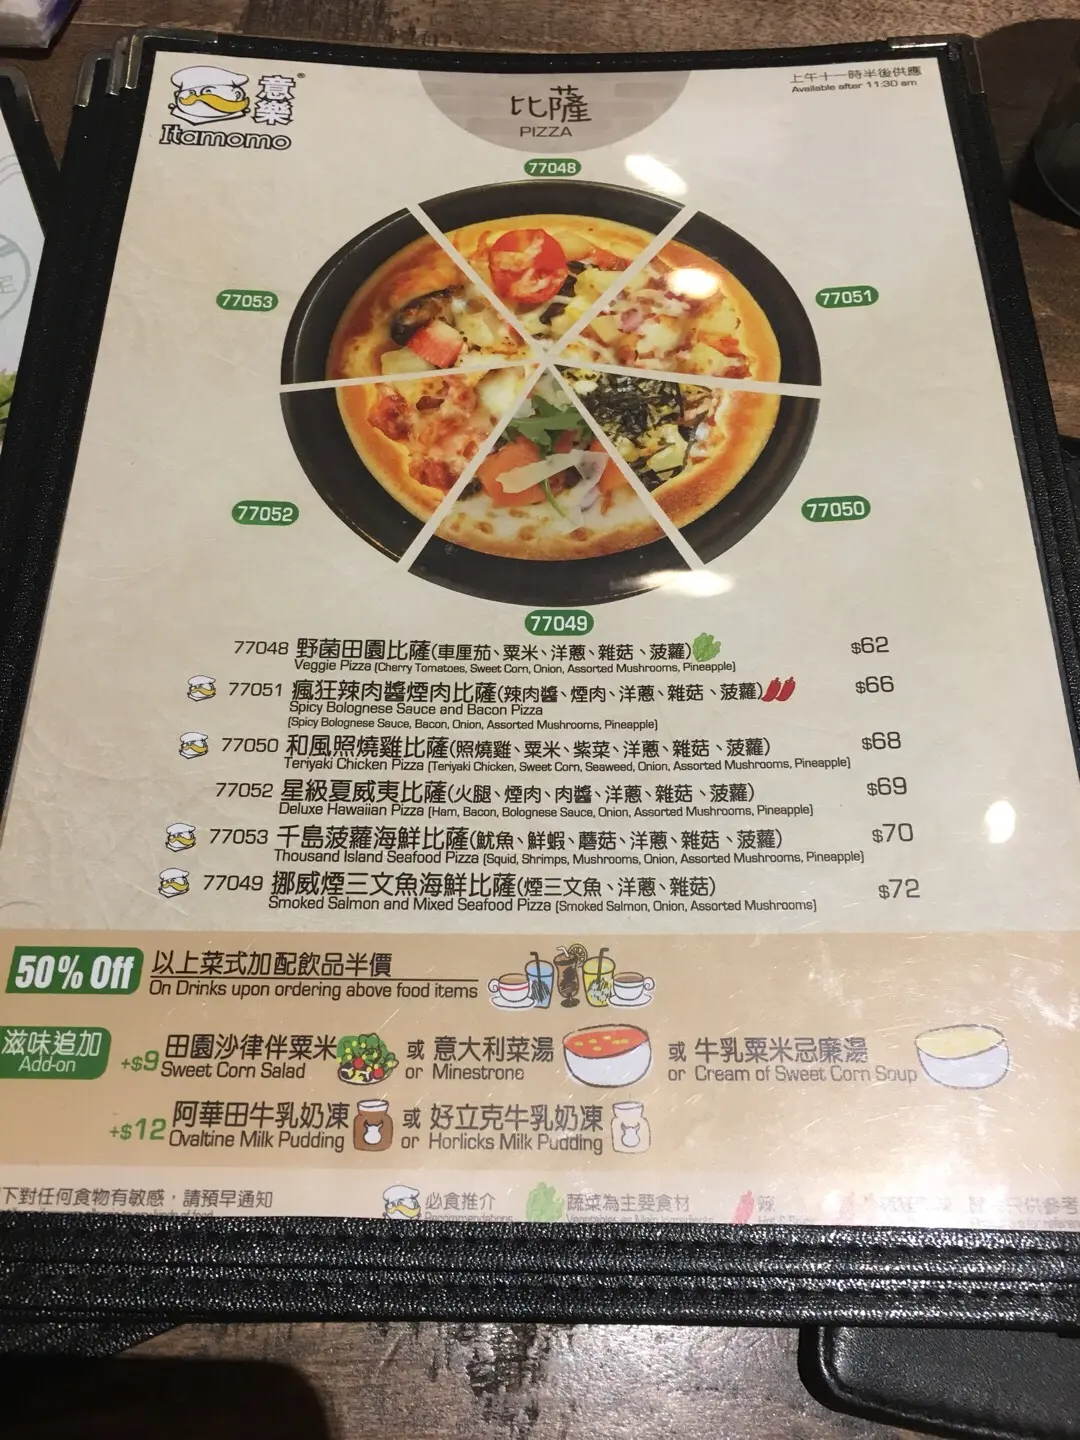 意樂
Itamomo
比薩
PIZZA
上午十一時半後供應
Available after 11:30 am
77048
77053
77051
77052
77050
77049
77048 野菌田園比薩(車厘茄、粟米、洋蔥、雜菇、菠蘿) $62
Veggie Pizza (Cherry Tomatoes, Sweet Corn, Onion, Assorted Mushrooms, Pineapple)
77051 瘋狂辣肉醬煙肉比薩(辣肉醬、煙肉、洋蔥、雜菇、菠蘿) $66
Spicy Bolognese Sauce and Bacon Pizza
(Spicy Bolognese Sauce, Bacon, Onion, Assorted Mushrooms, Pineapple)
77050 和風照燒雞比薩(照燒雞、粟米、紫菜、洋蔥、雜菇、菠蘿) $68
Teriyaki Chicken Pizza (Teriyaki Chicken, Sweet Corn, Seaweed, Onion, Assorted Mushrooms, Pineapple)
77052 星級夏威夷比薩(火腿、煙肉、肉醬、洋蔥、雜菇、菠蘿) $69
Deluxe Hawaiian Pizza (Ham, Bacon, Bolognese Sauce, Onion, Assorted Mushrooms, Pineapple)
77053 千島菠蘿海鮮比薩(魷魚、鮮蝦、蘑菇、洋蔥、雜菇、菠蘿) $70
Thousand Island Seafood Pizza (Squid, Shrimps, Mushrooms, Onion, Assorted Mushrooms, Pineapple)
77049 挪威煙三文魚海鮮比薩(煙三文魚、洋蔥、雜菇) $72
Smoked Salmon and Mixed Seafood Pizza (Smoked Salmon, Onion, Assorted Mushrooms)
50% Off 以上菜式加配飲品半價
On Drinks upon ordering above food items
滋味追加 +$9 田園沙律伴粟米 或 意大利菜湯 或 牛乳粟米忌廉湯
Add-on Sweet Corn Salad or Minestrone or Cream of Sweet Corn Soup
+$12 阿華田牛乳奶凍 或 好立克牛乳奶凍
Ovaltine Milk Pudding or Horlicks Milk Pudding
下對任何食物有敏感，請預早通知 必食推介 蔬菜為主要食材 辣
Recommendations